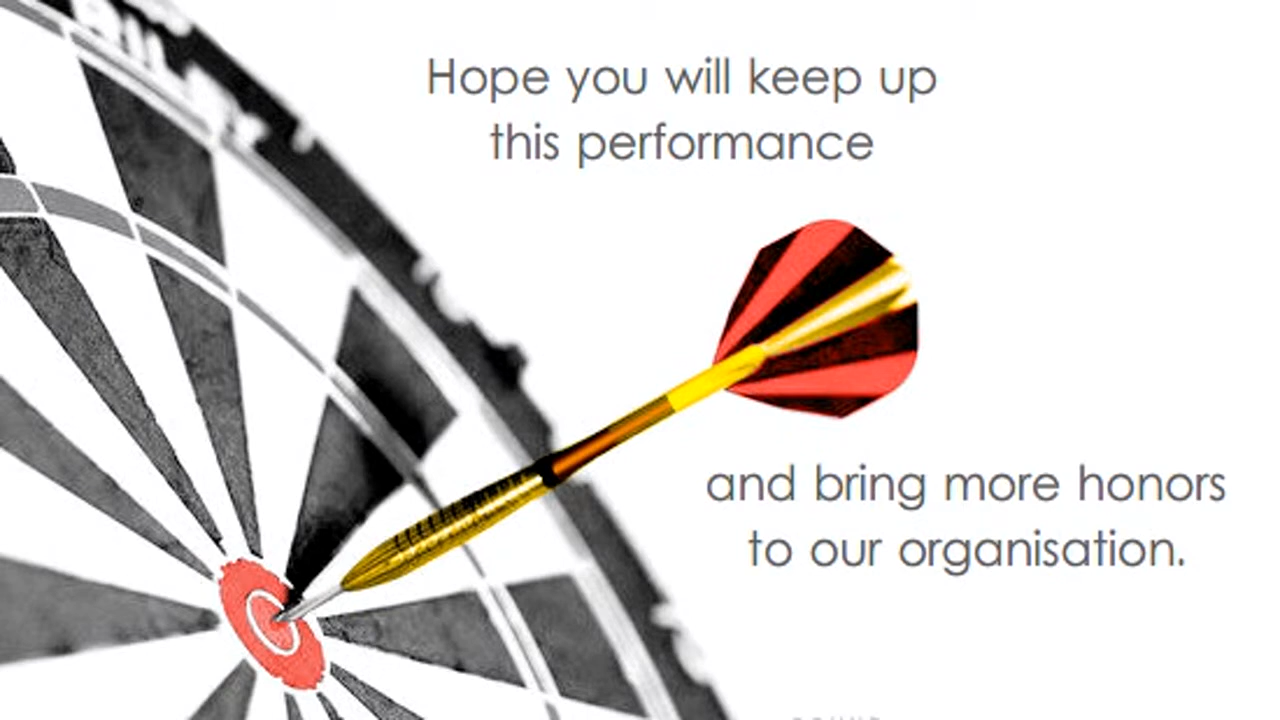 Hope you will keep up
this performance
and bring more honors
to our organisation.